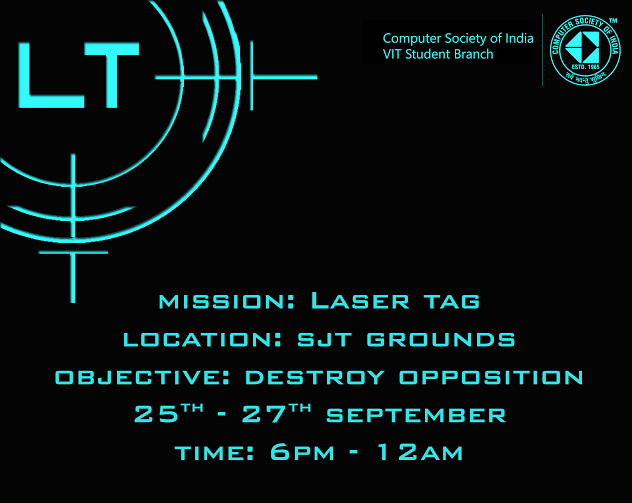 LT
Computer Society of India
VIT Student Branch
COMPUTER SOCIETY OF INDIA
TM
ESTD. 1965
MISSION: LASER TAG
LOCATION: SJT GROUNDS
OBJECTIVE: DESTROY OPPOSITION
25TH - 27TH SEPTEMBER
TIME: 6PM - 12AM